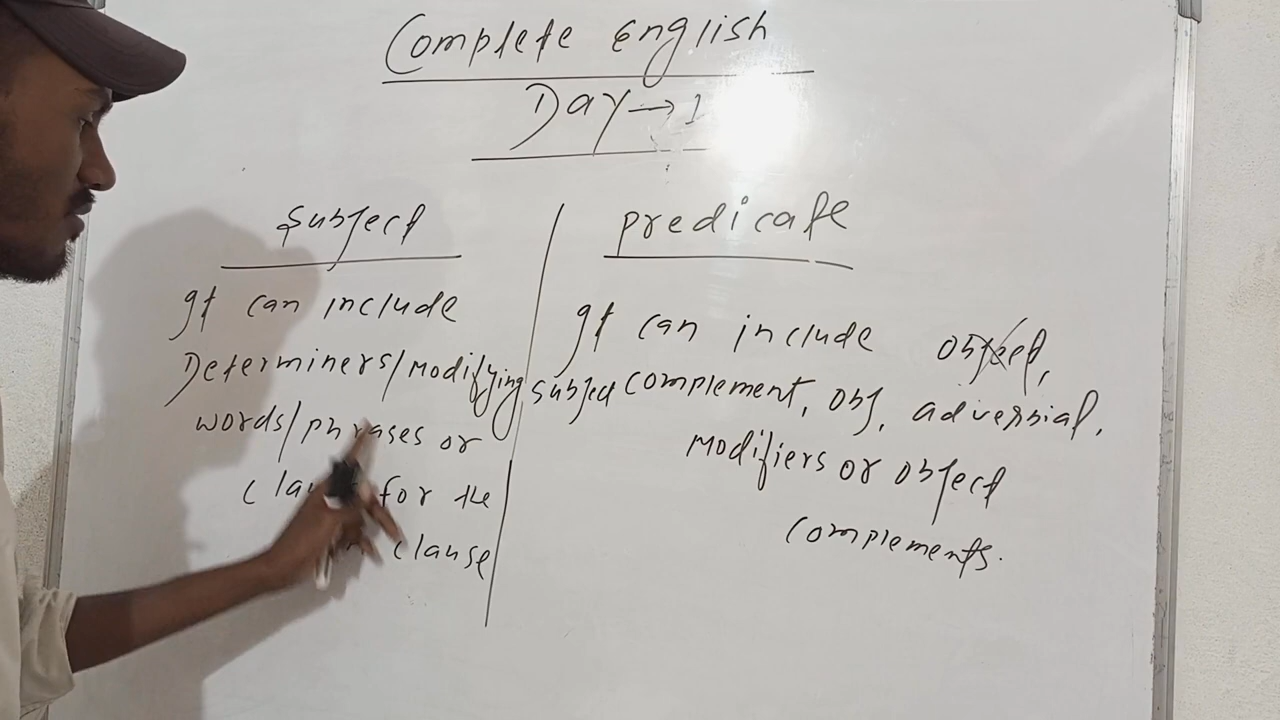 Complete English
Day → 1
Subject
It can include
Determiners/Modifying
words/phrases or
for the
clause
Predicate
It can include object,
subject complement, obj, adverbial,
Modifiers or object
complements.